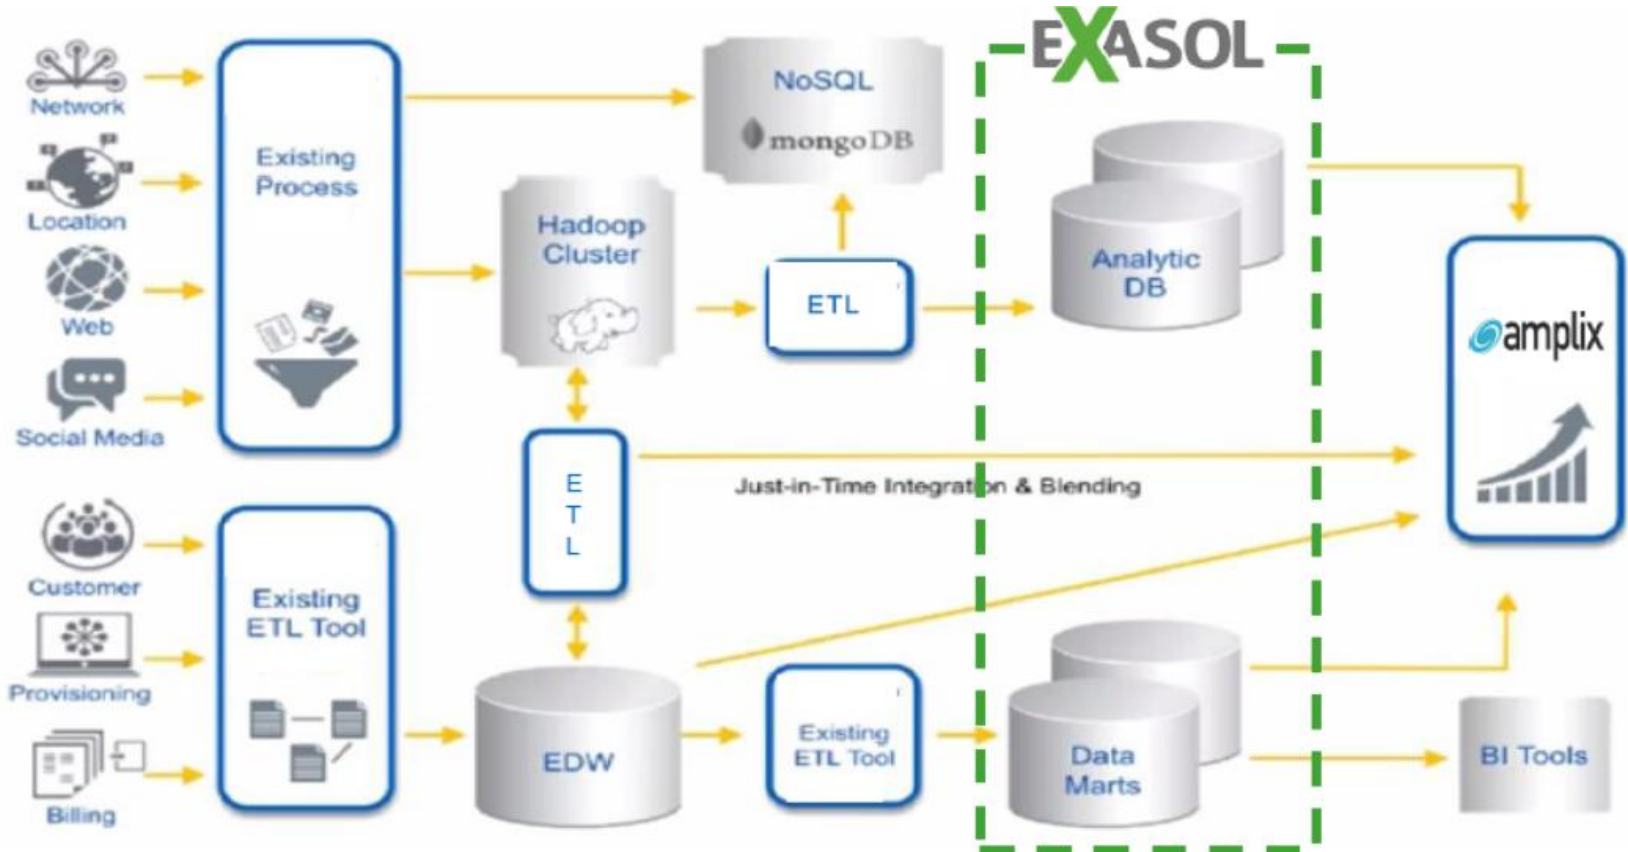 EXASOL
Network
Location
Web
Social Media
Existing
Process
NoSQL
mongoDB
Hadoop
Cluster
ETL
Analytic
DB
amplix
E
T
L
Just-in-Time Integration & Blending
Customer
Provisioning
Billing
Existing
ETL Tool
EDW
Existing
ETL Tool
Data
Marts
BI Tools